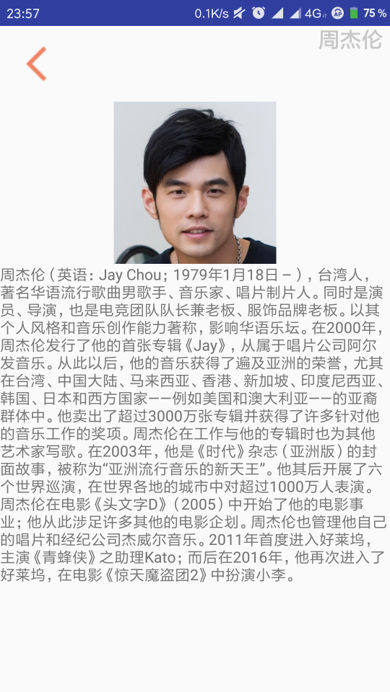 23:57 0.1K/s 4G 75 %
周杰伦
周杰伦（英语：Jay Chou；1979年1月18日－），台湾人，
著名华语流行歌曲男歌手、音乐家、唱片制片人。同时是演
员、导演，也是电竞团队队长兼老板、服饰品牌老板。以其
个人风格和音乐创作能力著称，影响华语乐坛。在2000年，
周杰伦发行了他的首张专辑《Jay》，从属于唱片公司阿尔
发音乐。从此以后，他的音乐获得了遍及亚洲的荣誉，尤其
在台湾、中国大陆、马来西亚、香港、新加坡、印度尼西亚、
韩国、日本和西方国家——例如美国和澳大利亚——的亚裔
群体中。他卖出了超过3000万张专辑并获得了许多针对他
的音乐工作的奖项。周杰伦在工作与他的专辑时也为其他
艺术家写歌。在2003年，他是《时代》杂志（亚洲版）的封
面故事，被称为“亚洲流行音乐的新天王”。他其后开展了六
个世界巡演，在世界各地的城市中对超过1000万人表演。
周杰伦在电影《头文字D》（2005）中开始了他的电影事
业；他从此涉足许多其他的电影企划。周杰伦也管理他自己
的唱片和经纪公司杰威尔音乐。2011年首度进入好莱坞，
主演《青蜂侠》之助理Kato；而后在2016年，他再次进入了
好莱坞，在电影《惊天魔盗团2》中扮演小李。